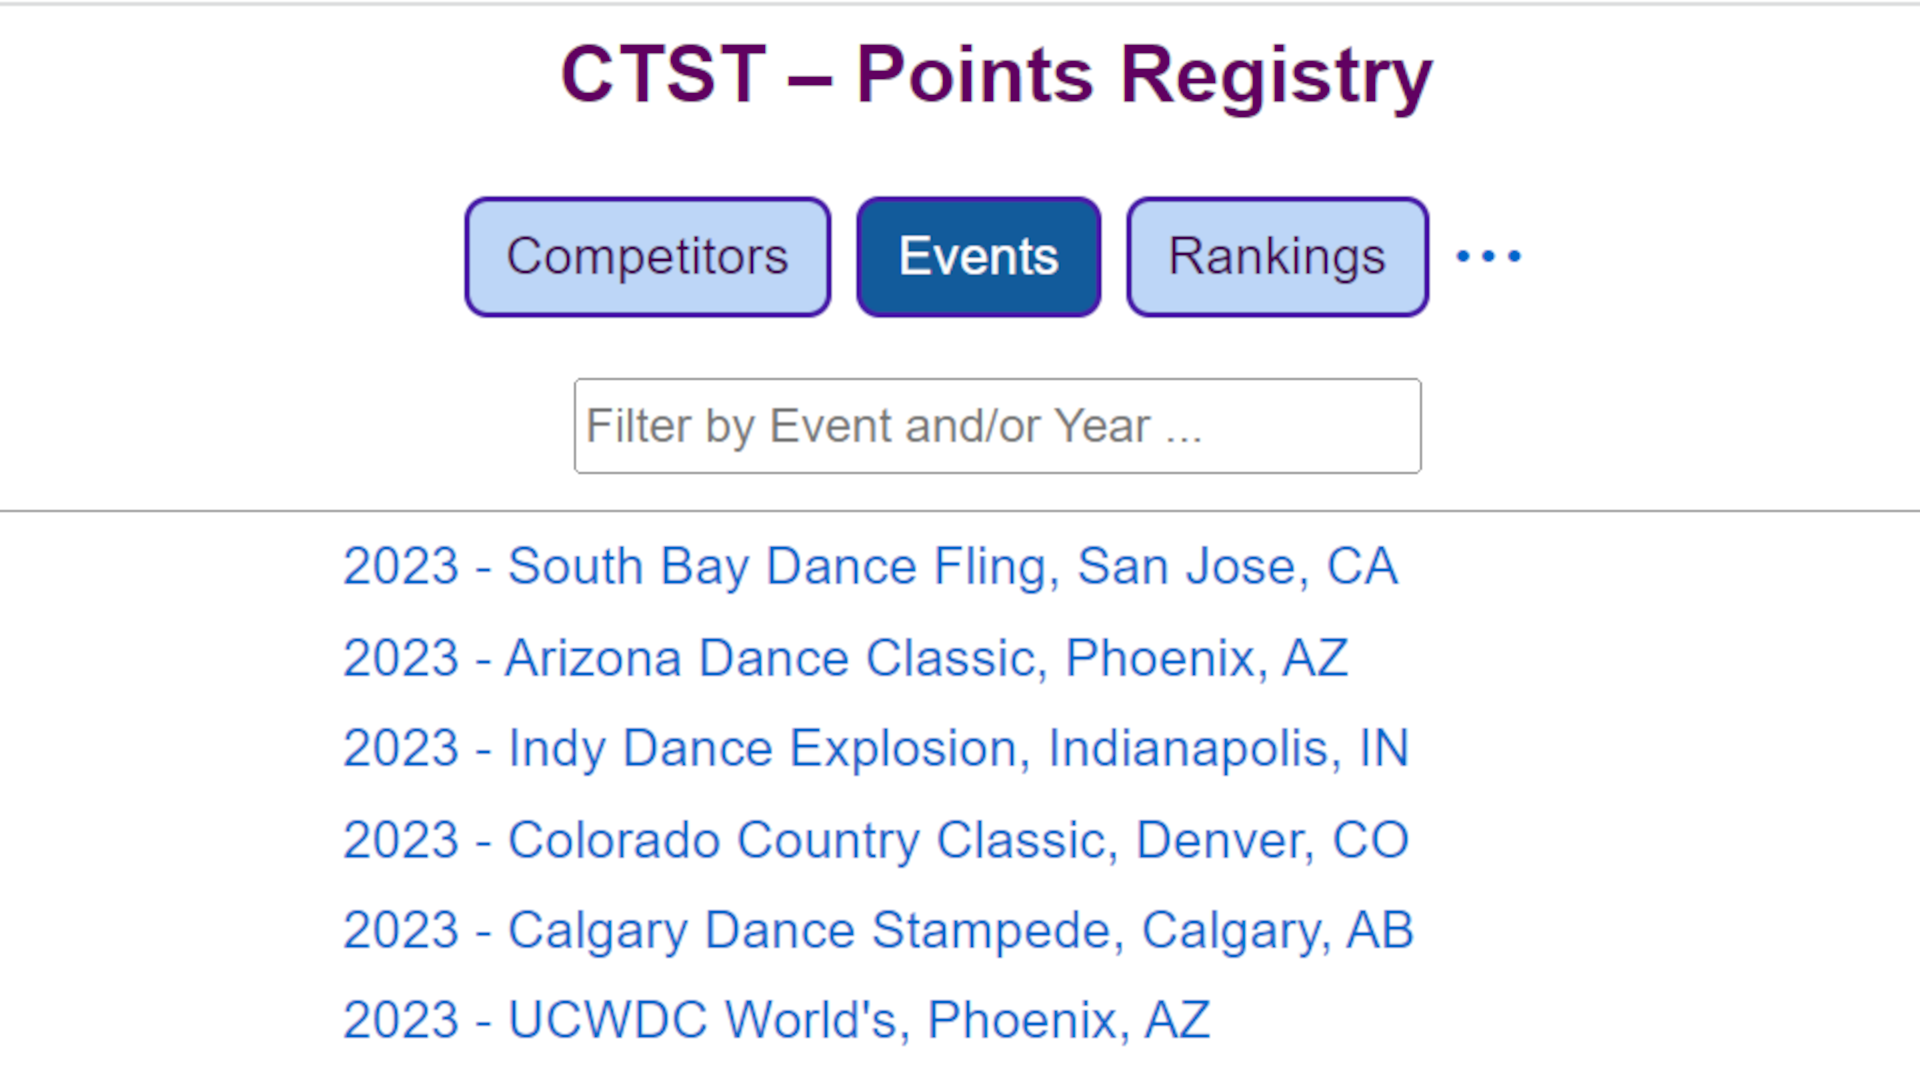 CTST – Points Registry
Competitors Events Rankings •••
Filter by Event and/or Year ...
2023 - South Bay Dance Fling, San Jose, CA
2023 - Arizona Dance Classic, Phoenix, AZ
2023 - Indy Dance Explosion, Indianapolis, IN
2023 - Colorado Country Classic, Denver, CO
2023 - Calgary Dance Stampede, Calgary, AB
2023 - UCWDC World's, Phoenix, AZ